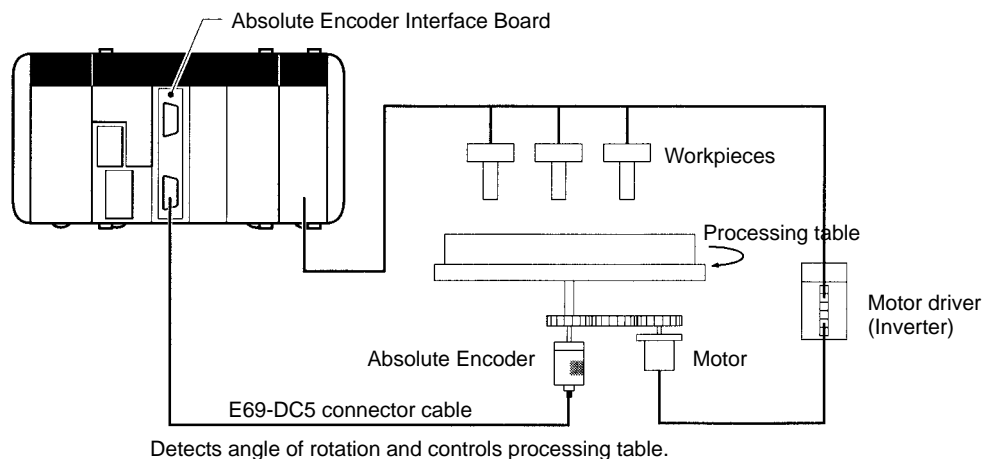 Absolute Encoder Interface Board
Workpieces
Processing table
Motor driver
(Inverter)
Absolute Encoder
Motor
E69-DC5 connector cable
Detects angle of rotation and controls processing table.